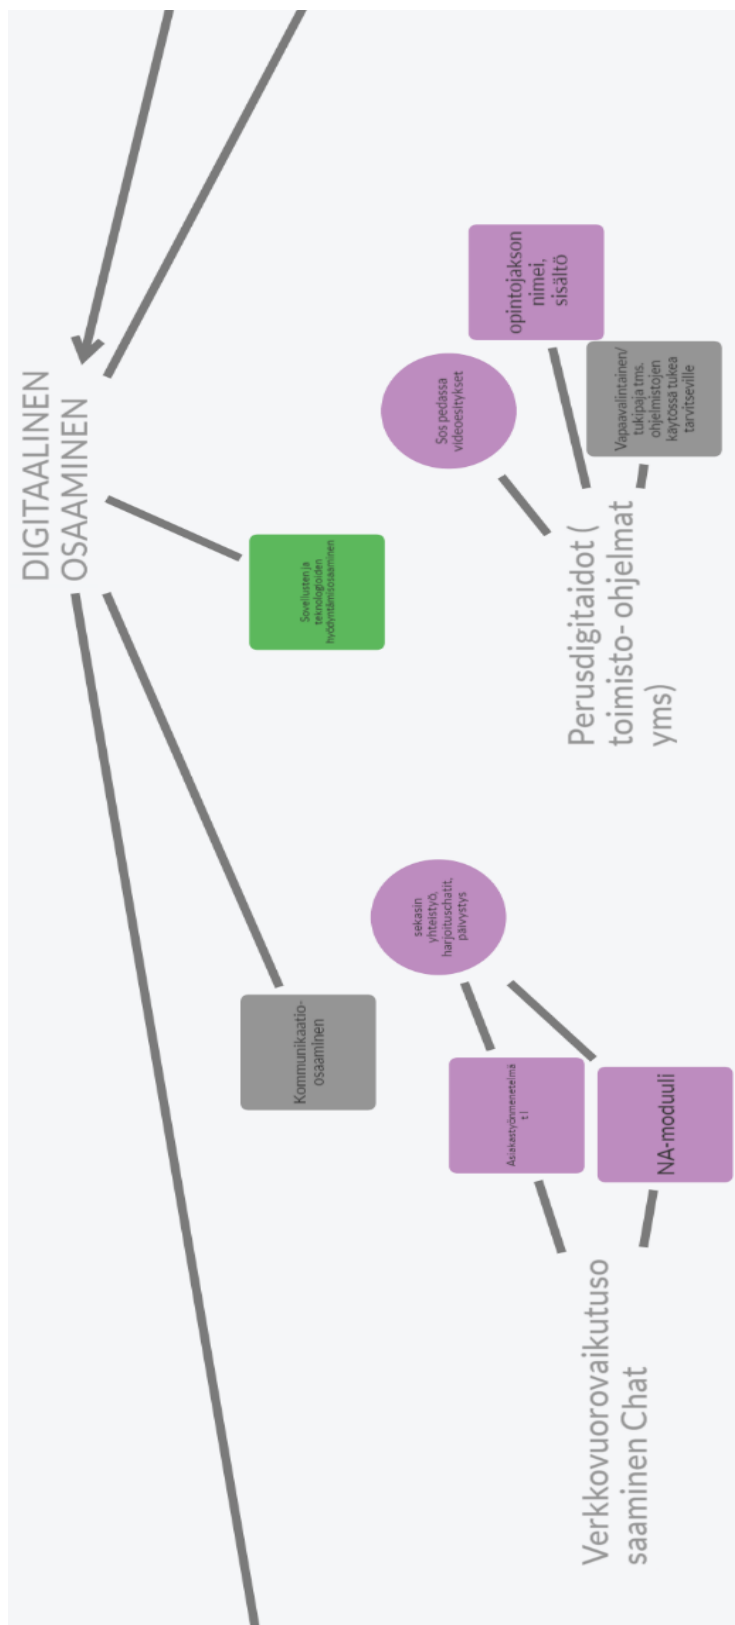 DIGITAALINEN
OSAAMINEN
Sovellusten ja
teknologioiden
hyödyntämisosaaminen
Kommunikaatio-
osaaminen
Sos pedassa
videoesitykset
opintojakson
nimei,
sisältö
Vapaavalintainen/
tukipaja tms.
ohjelmistojen
käytössä tukea
tarvitseville
Perusdigitaidot (
toimisto- ohjelmat
yms)
sekasin
yhteistyö,
harjoituschatit,
päivystys
Asiakastyönmenetelmä
t I
NA-moduuli
Verkkovuorovaikutuso
saaminen Chat